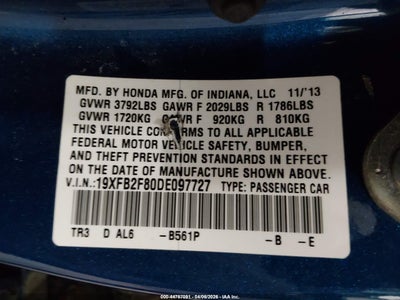 MFD. BY HONDA MFG. OF INDIANA, LLC 11/'13
GVWR 3792LBS GAWR F 2029LBS R 1786LBS
GVWR 1720KG F 920KG R 810KG
THIS VEHICLE CONFORMS TO ALL APPLICABLE
FEDERAL MOTOR VEHICLE SAFETY, BUMPER,
AND THEFT PREVENTION STANDARDS IN EFFECT
ON THE DATE OF MANUFACTURE SHOWN ABOVE.
V.I.N.: 19XFB2F80DE097727 TYPE: PASSENGER CAR
TR3 D AL6 -B561P -B -E